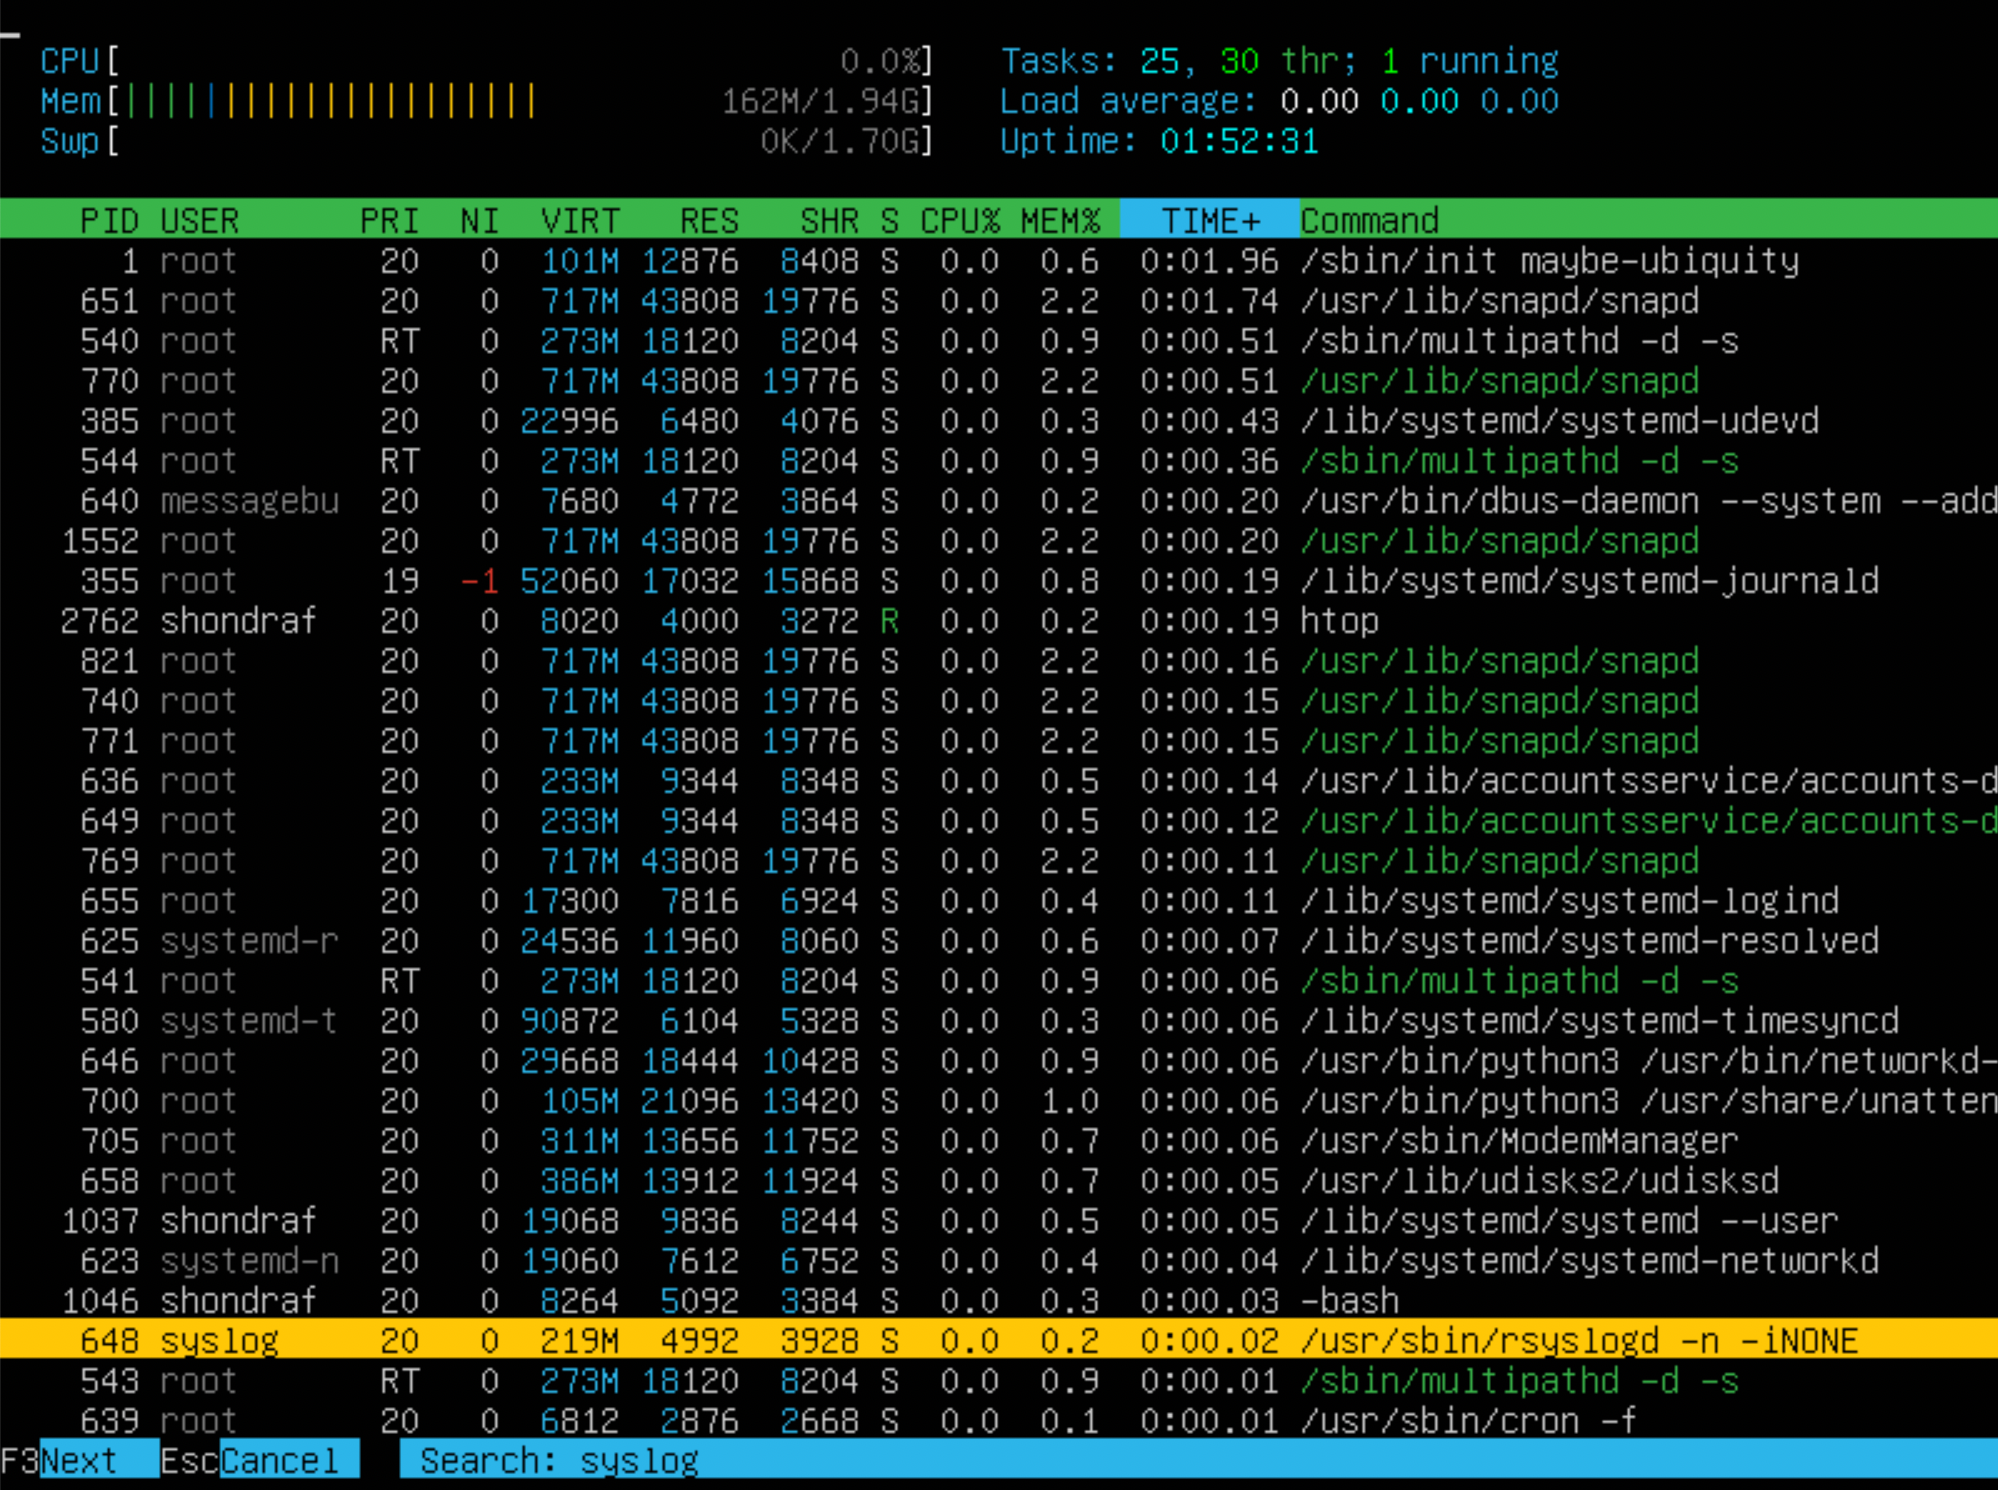 CPU[ 0.0%] Tasks: 25, 30 thr; 1 running
Mem[||||||||||||||||||||| 162M/1.94G] Load average: 0.00 0.00 0.00
Swp[ 0K/1.70G] Uptime: 01:52:31
PID USER PRI NI VIRT RES SHR S CPU% MEM% TIME+ Command
1 root 20 0 101M 12876 8408 S 0.0 0.6 0:01.96 /sbin/init maybe-ubiquity
651 root 20 0 717M 43808 19776 S 0.0 2.2 0:01.74 /usr/lib/snapd/snapd
540 root RT 0 273M 18120 8204 S 0.0 0.9 0:00.51 /sbin/multipathd -d -s
770 root 20 0 717M 43808 19776 S 0.0 2.2 0:00.51 /usr/lib/snapd/snapd
385 root 20 0 22996 6480 4076 S 0.0 0.3 0:00.43 /lib/systemd/systemd-udevd
544 root RT 0 273M 18120 8204 S 0.0 0.9 0:00.36 /sbin/multipathd -d -s
640 messagebu 20 0 7680 4772 3864 S 0.0 0.2 0:00.20 /usr/bin/dbus-daemon --system --add
1552 root 20 0 717M 43808 19776 S 0.0 2.2 0:00.20 /usr/lib/snapd/snapd
355 root 19 -1 52060 17032 15868 S 0.0 0.8 0:00.19 /lib/systemd/systemd-journald
2762 shondraf 20 0 8020 4000 3272 R 0.0 0.2 0:00.19 htop
821 root 20 0 717M 43808 19776 S 0.0 2.2 0:00.16 /usr/lib/snapd/snapd
740 root 20 0 717M 43808 19776 S 0.0 2.2 0:00.15 /usr/lib/snapd/snapd
771 root 20 0 717M 43808 19776 S 0.0 2.2 0:00.15 /usr/lib/snapd/snapd
636 root 20 0 233M 9344 8348 S 0.0 0.5 0:00.14 /usr/lib/accountsservice/accounts-d
649 root 20 0 233M 9344 8348 S 0.0 0.5 0:00.12 /usr/lib/accountsservice/accounts-d
769 root 20 0 717M 43808 19776 S 0.0 2.2 0:00.11 /usr/lib/snapd/snapd
655 root 20 0 17300 7816 6924 S 0.0 0.4 0:00.11 /lib/systemd/systemd-logind
625 systemd-r 20 0 24536 11960 8060 S 0.0 0.6 0:00.07 /lib/systemd/systemd-resolved
541 root RT 0 273M 18120 8204 S 0.0 0.9 0:00.06 /sbin/multipathd -d -s
580 systemd-t 20 0 90872 6104 5328 S 0.0 0.3 0:00.06 /lib/systemd/systemd-timesyncd
646 root 20 0 29668 18444 10428 S 0.0 0.9 0:00.06 /usr/bin/python3 /usr/bin/networkd-
700 root 20 0 105M 21096 13420 S 0.0 1.0 0:00.06 /usr/bin/python3 /usr/share/unatten
705 root 20 0 311M 13656 11752 S 0.0 0.7 0:00.06 /usr/sbin/ModemManager
658 root 20 0 386M 13912 11924 S 0.0 0.7 0:00.05 /usr/lib/udisks2/udisksd
1037 shondraf 20 0 19068 9836 8244 S 0.0 0.5 0:00.05 /lib/systemd/systemd --user
623 systemd-n 20 0 19060 7612 6752 S 0.0 0.4 0:00.04 /lib/systemd/systemd-networkd
1046 shondraf 20 0 8264 5092 3384 S 0.0 0.3 0:00.03 -bash
648 syslog 20 0 219M 4992 3928 S 0.0 0.2 0:00.02 /usr/sbin/rsyslogd -n -iNONE
543 root RT 0 273M 18120 8204 S 0.0 0.9 0:00.01 /sbin/multipathd -d -s
639 root 20 0 6812 2876 2668 S 0.0 0.1 0:00.01 /usr/sbin/cron -f
F3Next EscCancel Search: syslog